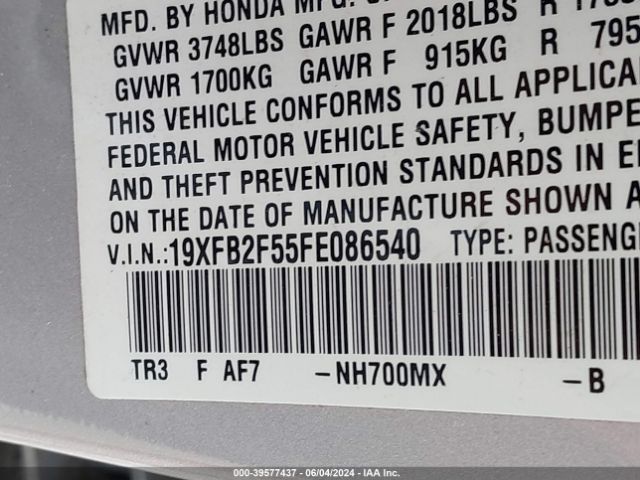 MFD. BY HONDA MFG.
GVWR 3748LBS GAWR F 2018LBS R
GVWR 1700KG GAWR F 915KG R 795
THIS VEHICLE CONFORMS TO ALL APPLICA
FEDERAL MOTOR VEHICLE SAFETY, BUMPE
AND THEFT PREVENTION STANDARDS IN E
ON THE DATE OF MANUFACTURE SHOWN A
V.I.N.:19XFB2F55FE086540 TYPE: PASSENG
TR3 F AF7 -NH700MX -B
000-39577437 - 06/04/2024 - IAA Inc.